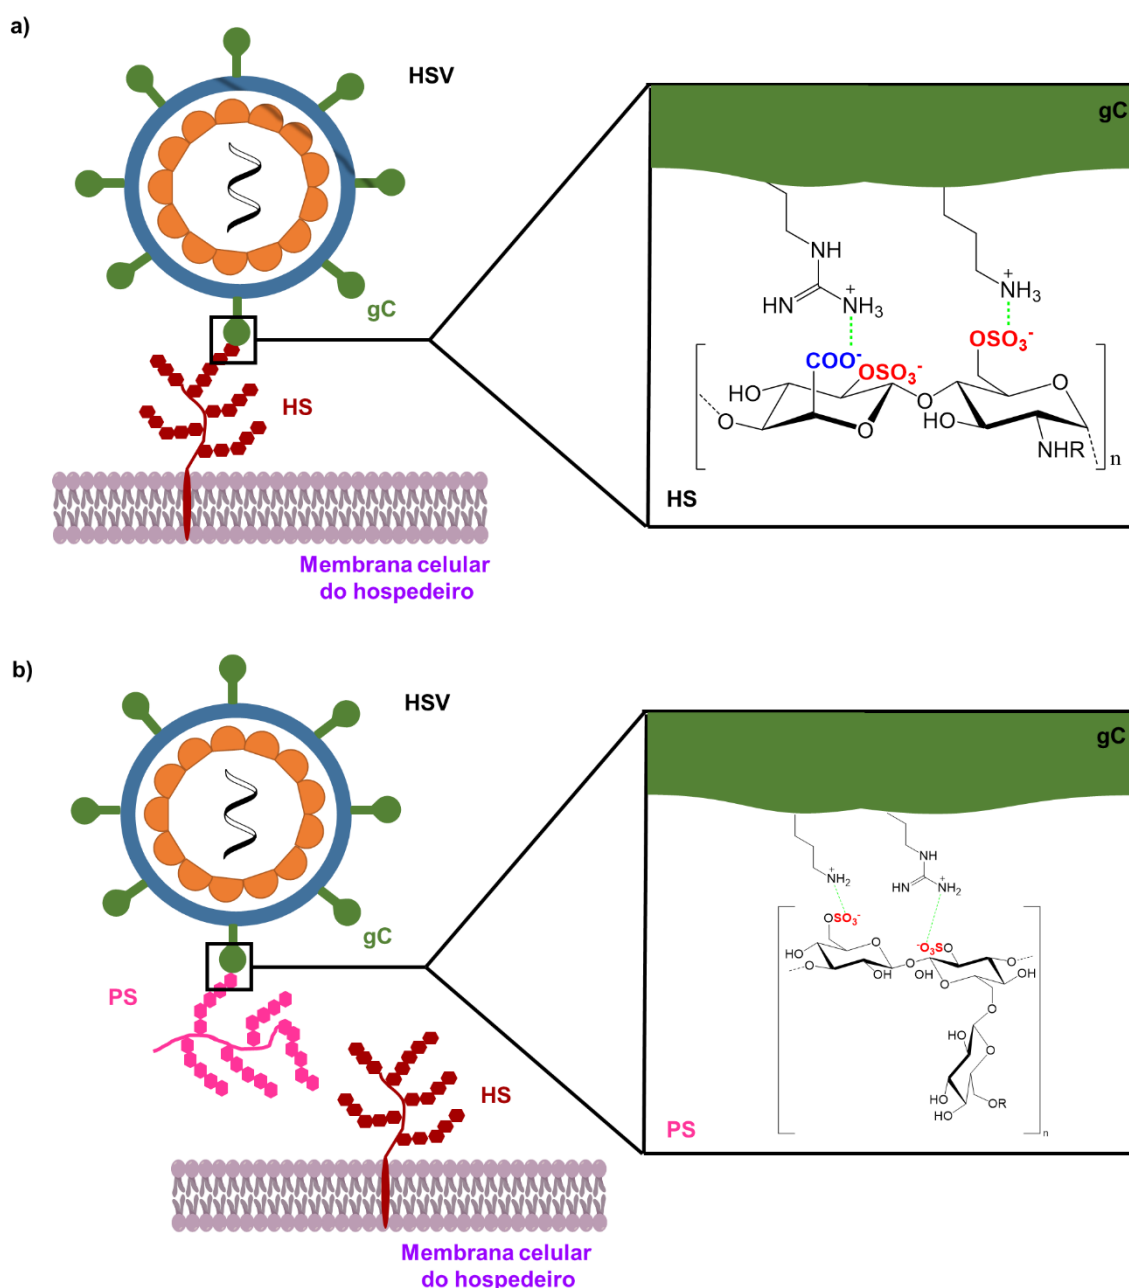 a)
HSV
gC
HS
Membrana celular
do hospedeiro
gC
NH
HN
+
NH₃
+
NH₃
COO⁻
OSO₃⁻
OSO₃⁻
HO
O
O
O
O
HO
NHR
n
HS
b)
HSV
gC
PS
HS
Membrana celular
do hospedeiro
gC
NH
+
NH₂
HN
+
NH₂
OSO₃⁻
⁻O₃SO
HO
O
O
HO
OH
O
OH
O
O
OH
O
HO
HO
O
HO
HO
OR
n
PS